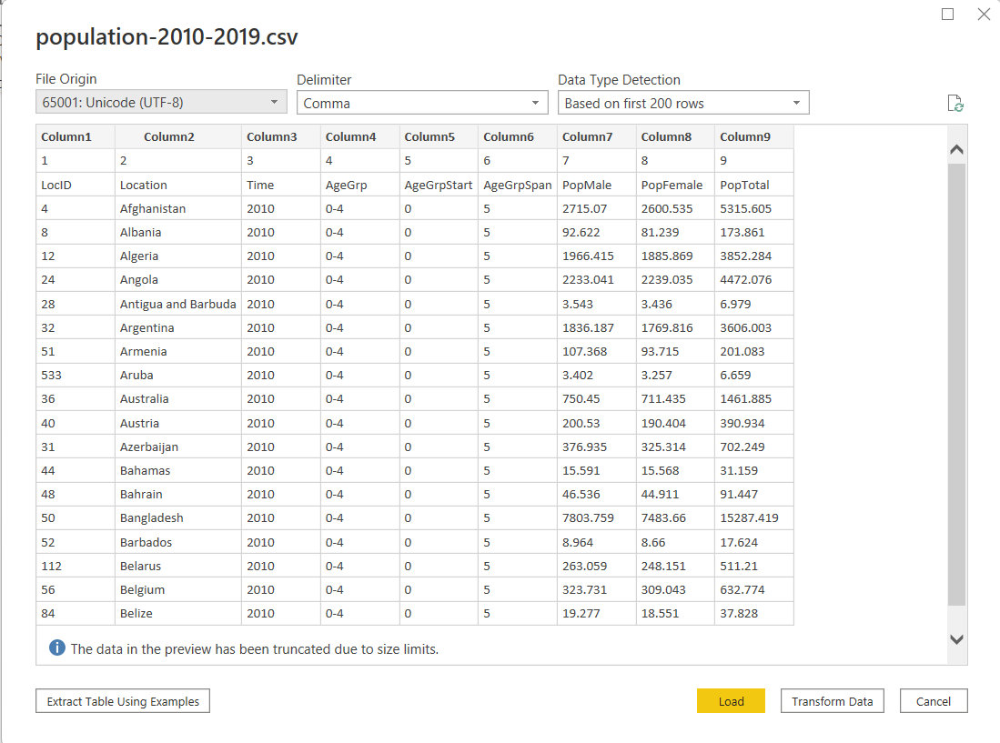 population-2010-2019.csv
File Origin Delimiter Data Type Detection
65001: Unicode (UTF-8) Comma Based on first 200 rows
Column1 Column2 Column3 Column4 Column5 Column6 Column7 Column8 Column9
1 2 3 4 5 6 7 8 9
LocID Location Time AgeGrp AgeGrpStart AgeGrpSpan PopMale PopFemale PopTotal
4 Afghanistan 2010 0-4 0 5 2715.07 2600.535 5315.605
8 Albania 2010 0-4 0 5 92.622 81.239 173.861
12 Algeria 2010 0-4 0 5 1966.415 1885.869 3852.284
24 Angola 2010 0-4 0 5 2233.041 2239.035 4472.076
28 Antigua and Barbuda 2010 0-4 0 5 3.543 3.436 6.979
32 Argentina 2010 0-4 0 5 1836.187 1769.816 3606.003
51 Armenia 2010 0-4 0 5 107.368 93.715 201.083
533 Aruba 2010 0-4 0 5 3.402 3.257 6.659
36 Australia 2010 0-4 0 5 750.45 711.435 1461.885
40 Austria 2010 0-4 0 5 200.53 190.404 390.934
31 Azerbaijan 2010 0-4 0 5 376.935 325.314 702.249
44 Bahamas 2010 0-4 0 5 15.591 15.568 31.159
48 Bahrain 2010 0-4 0 5 46.536 44.911 91.447
50 Bangladesh 2010 0-4 0 5 7803.759 7483.66 15287.419
52 Barbados 2010 0-4 0 5 8.964 8.66 17.624
112 Belarus 2010 0-4 0 5 263.059 248.151 511.21
56 Belgium 2010 0-4 0 5 323.731 309.043 632.774
84 Belize 2010 0-4 0 5 19.277 18.551 37.828
The data in the preview has been truncated due to size limits.
Extract Table Using Examples Load Transform Data Cancel